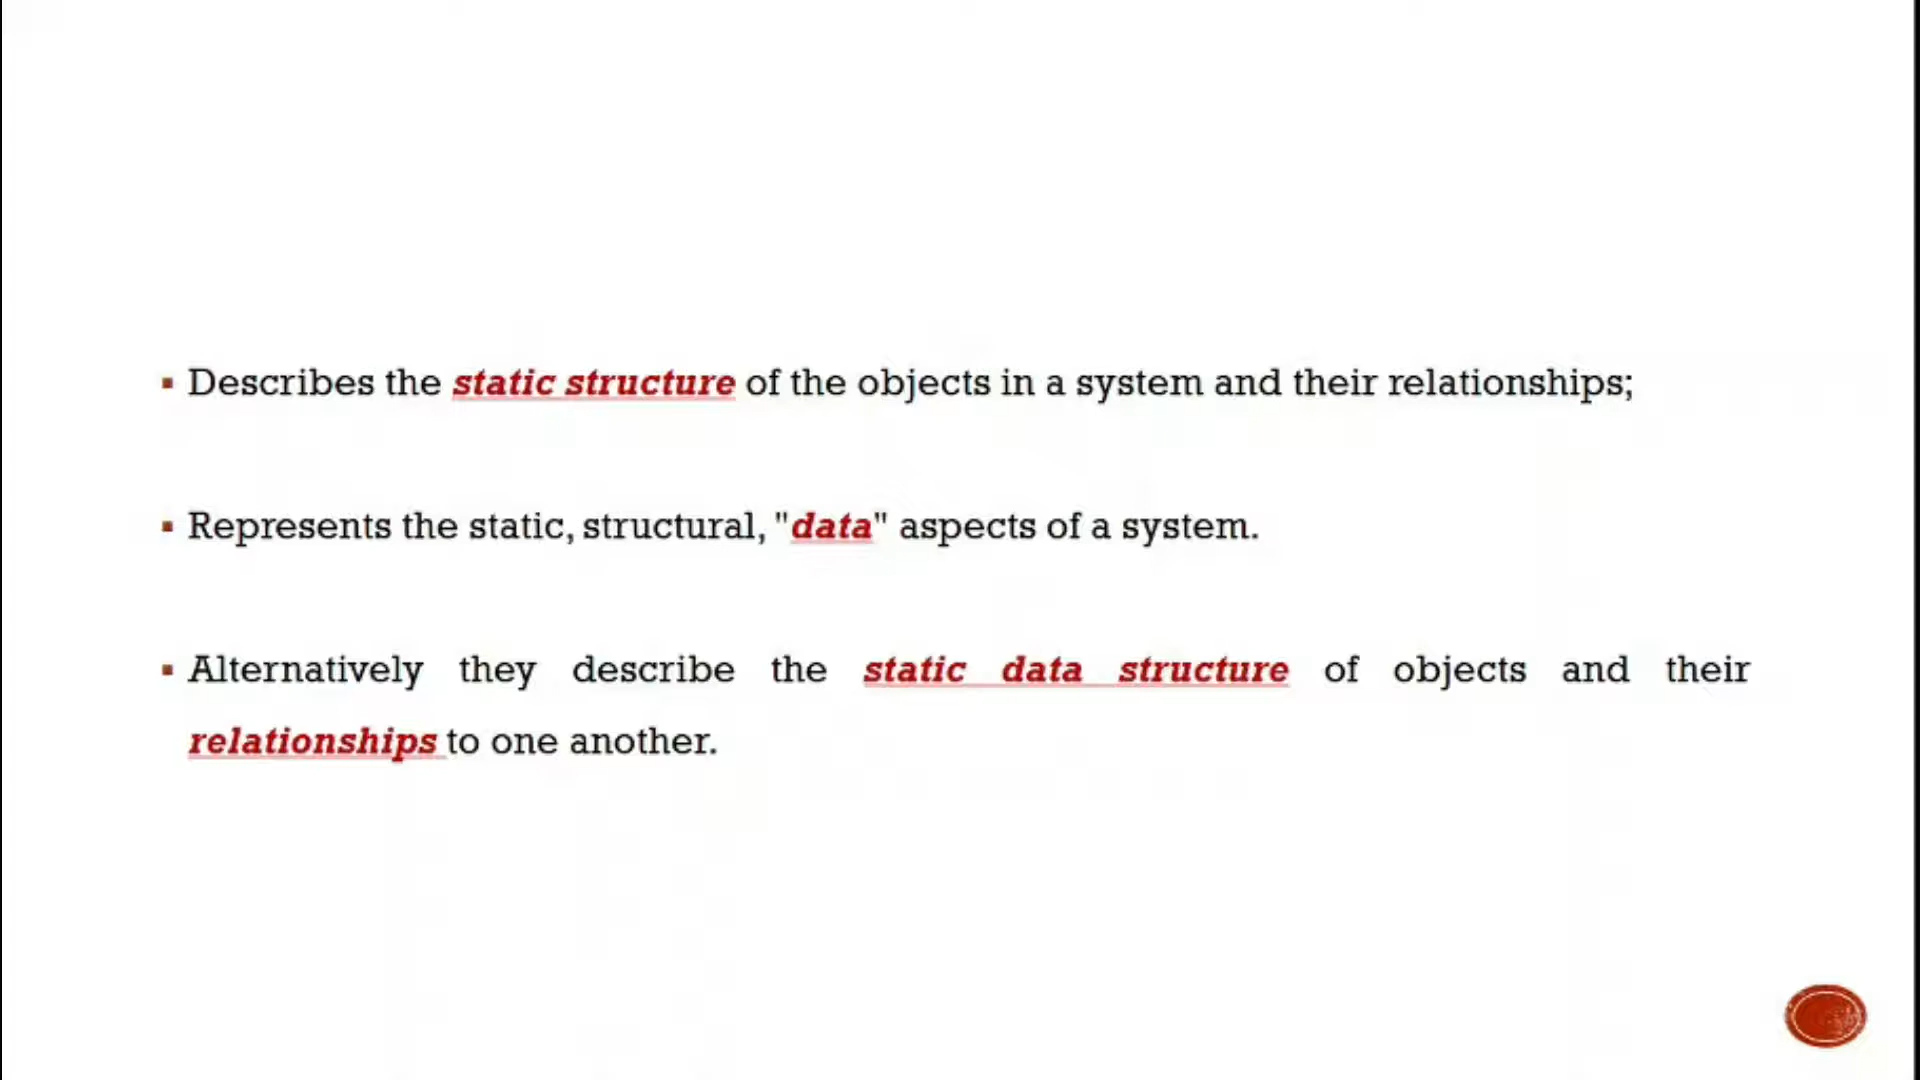 ▪ Describes the static structure of the objects in a system and their relationships;
▪ Represents the static, structural, "data" aspects of a system.
▪ Alternatively they describe the static data structure of objects and their
relationships to one another.